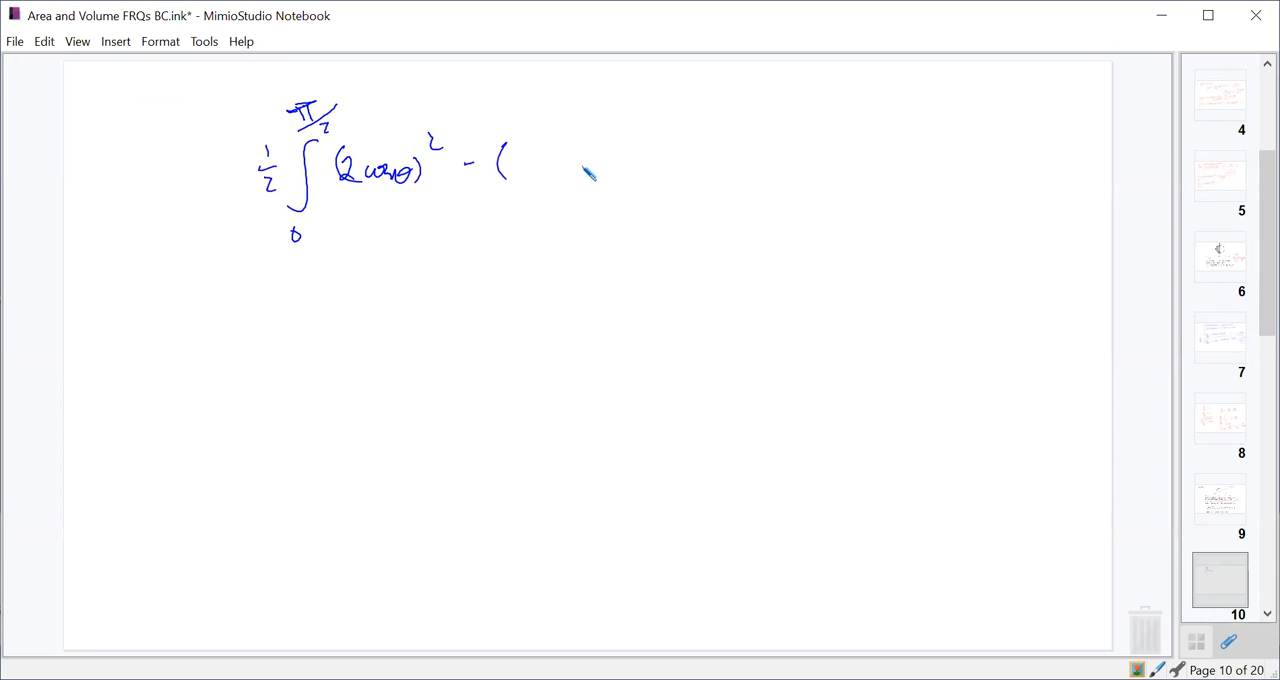 Area and Volume FRQs BC.ink* - MimioStudio Notebook
File Edit View Insert Format Tools Help
π/2
1/2 ∫ (2cosθ)² - (
0
4
5
6
7
8
9
10
Page 10 of 20